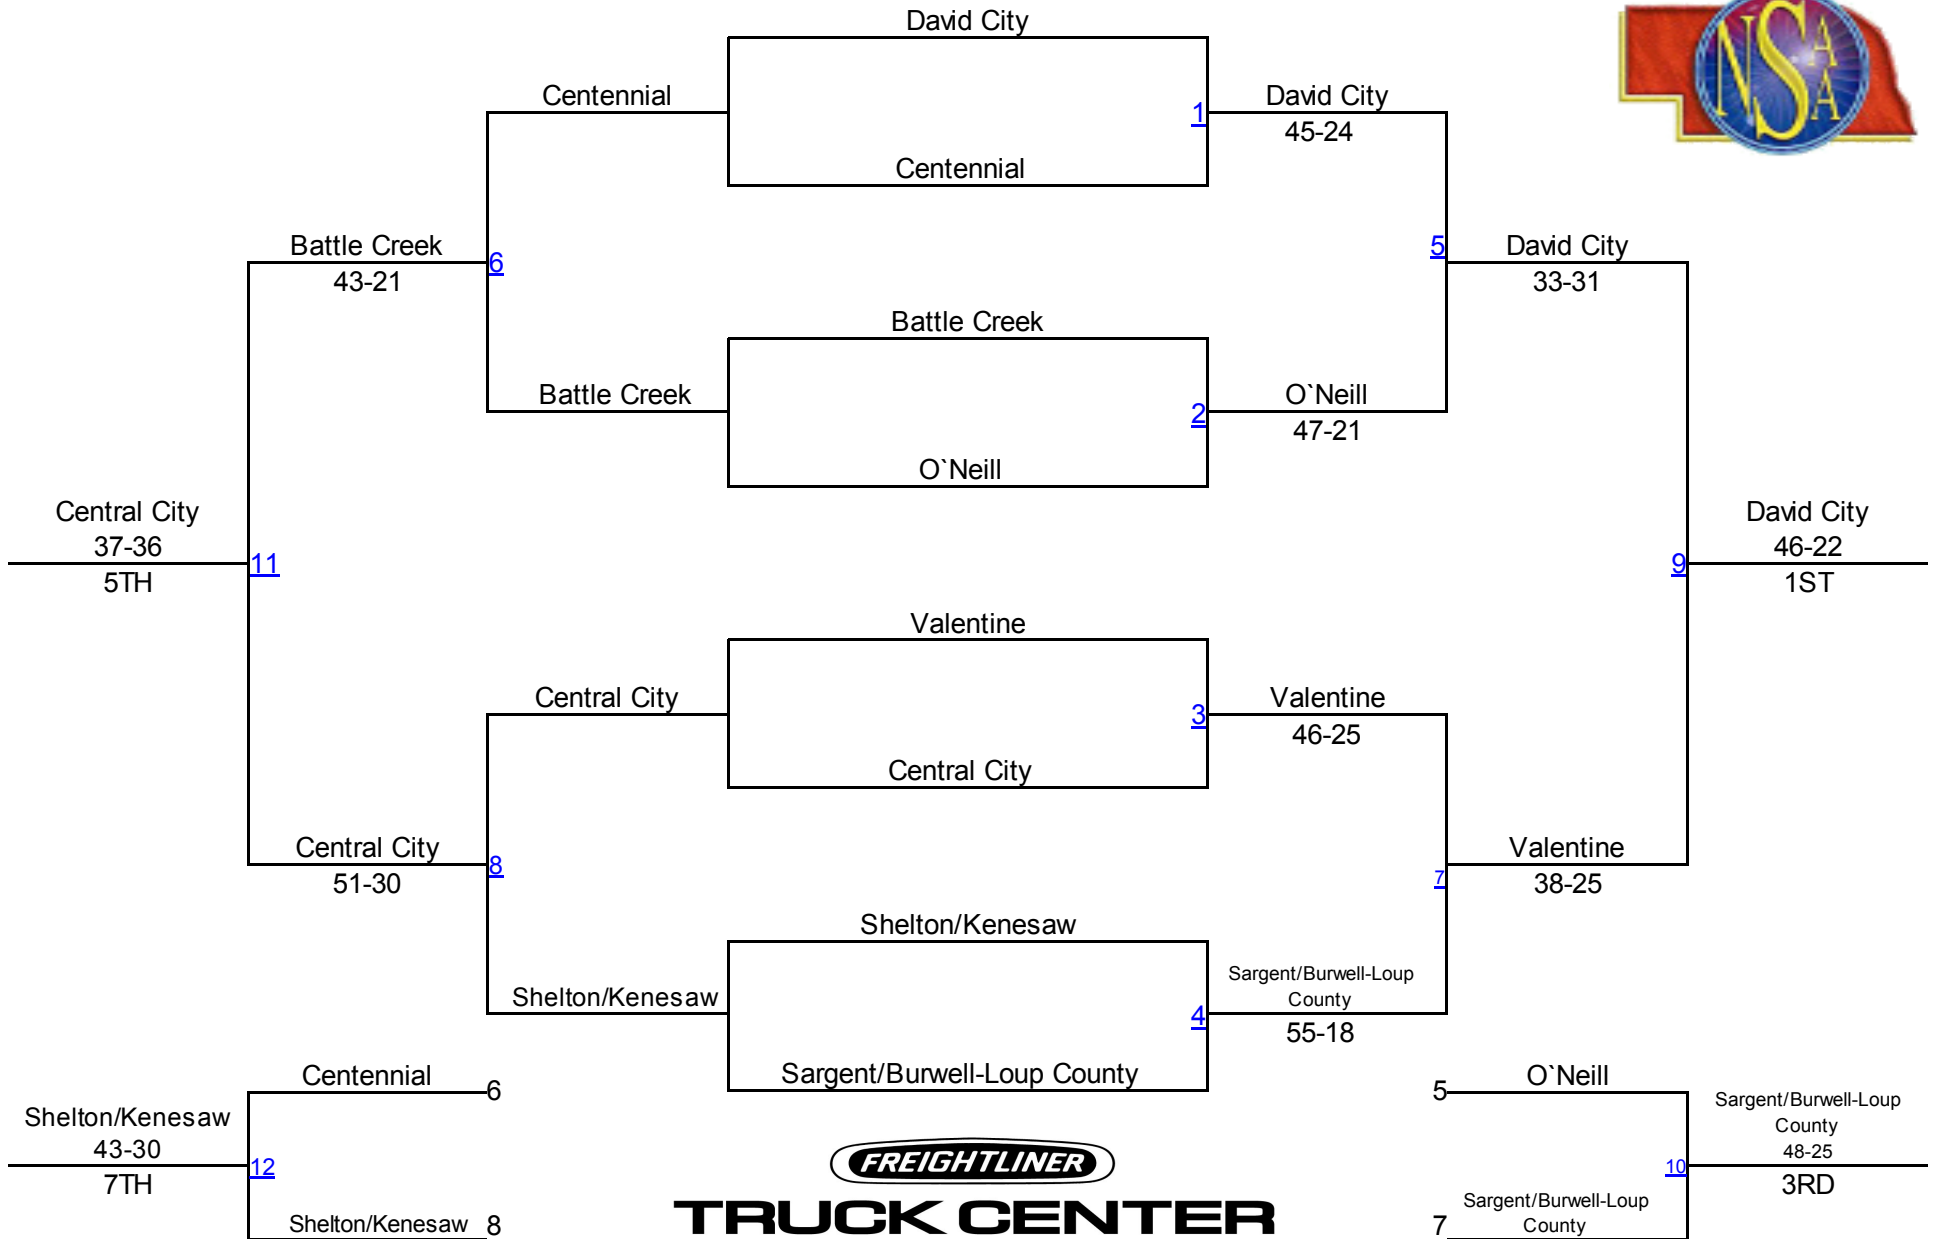 David City
Centennial
1
David City
45-24
Centennial
Battle Creek
43-21
6
5
David City
33-31
Battle Creek
Battle Creek
2
O`Neill
47-21
O`Neill
Central City
37-36
5TH
11
9
David City
46-22
1ST
Valentine
Central City
3
Valentine
46-25
Central City
Central City
51-30
8
7
Valentine
38-25
Shelton/Kenesaw
Shelton/Kenesaw
4
Sargent/Burwell-Loup
County
55-18
Sargent/Burwell-Loup County
Centennial
6
Shelton/Kenesaw
43-30
7TH
12
Shelton/Kenesaw
8
5
O`Neill
Sargent/Burwell-Loup
County
48-25
3RD
10
Sargent/Burwell-Loup
County
7
NSAA
FREIGHTLINER
TRUCK CENTER